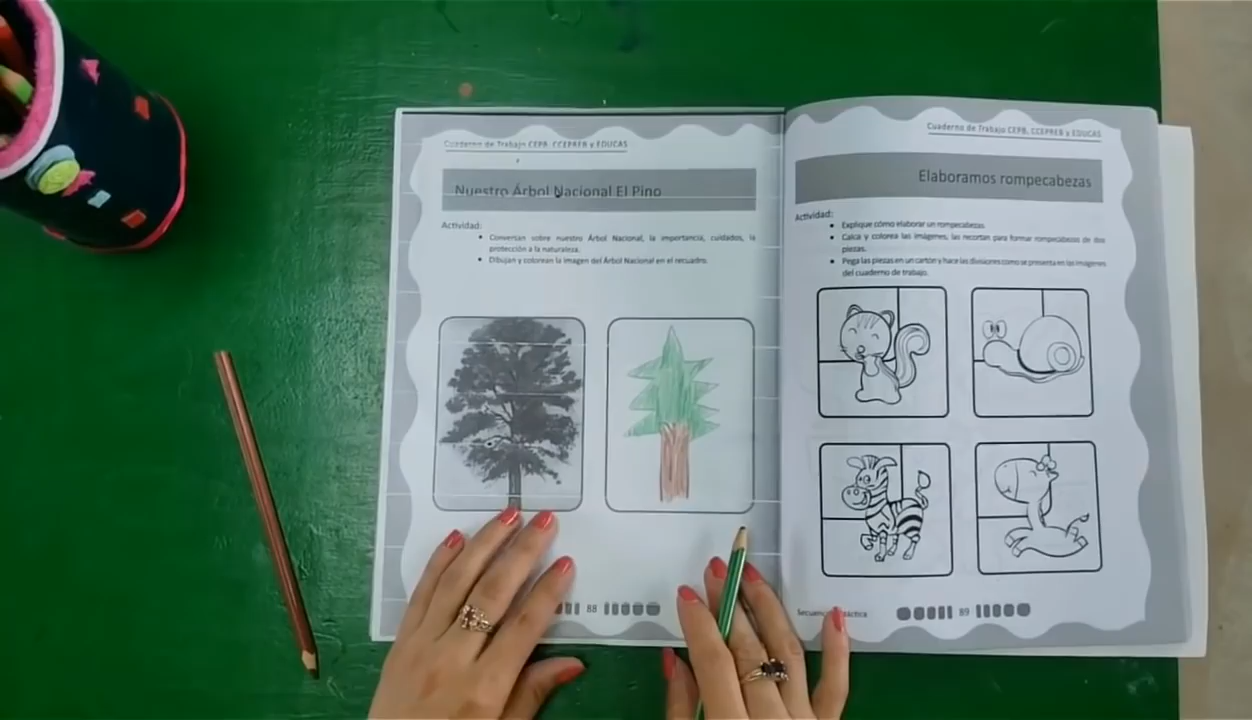 Cuaderno de Trabajo CEPB, CCEPREB y EDUCAS
Nuestro Árbol Nacional El Pino
Actividad:
• Conversan sobre nuestro Árbol Nacional, la importancia, cuidados, la
protección a la naturaleza.
• Dibujan y colorean la imagen del Árbol Nacional en el recuadro.
88
Cuaderno de Trabajo CEPB, CCEPREB y EDUCAS
Elaboramos rompecabezas
Actividad:
• Explique cómo elaborar un rompecabezas.
• Calca y colorea las imágenes, las recortan para formar rompecabezas de dos
piezas.
• Pega las piezas en un cartón y hace las divisiones como se presenta en las imágenes
del cuaderno de trabajo.
89